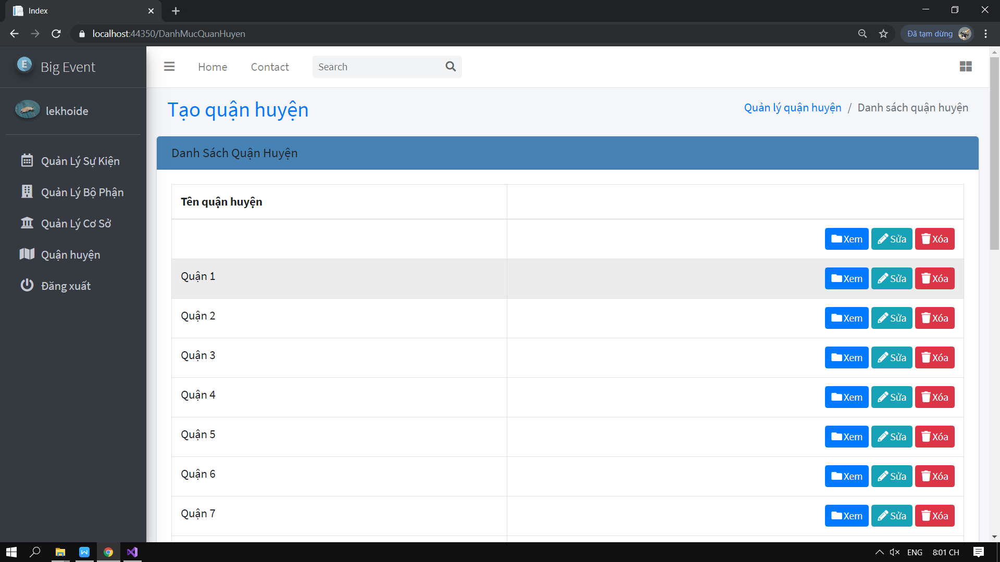 Index
localhost:44350/DanhMucQuanHuyen
Đã tạm dừng
E
Big Event
Home
Contact
Search
lekhoide
Tạo quận huyện
Quản lý quận huyện / Danh sách quận huyện
Quản Lý Sự Kiện
Quản Lý Bộ Phận
Quản Lý Cơ Sở
Quận huyện
Đăng xuất
Danh Sách Quận Huyện
Tên quận huyện
Xem Sửa Xóa
Quận 1 Xem Sửa Xóa
Quận 2 Xem Sửa Xóa
Quận 3 Xem Sửa Xóa
Quận 4 Xem Sửa Xóa
Quận 5 Xem Sửa Xóa
Quận 6 Xem Sửa Xóa
Quận 7 Xem Sửa Xóa
ENG
8:01 CH